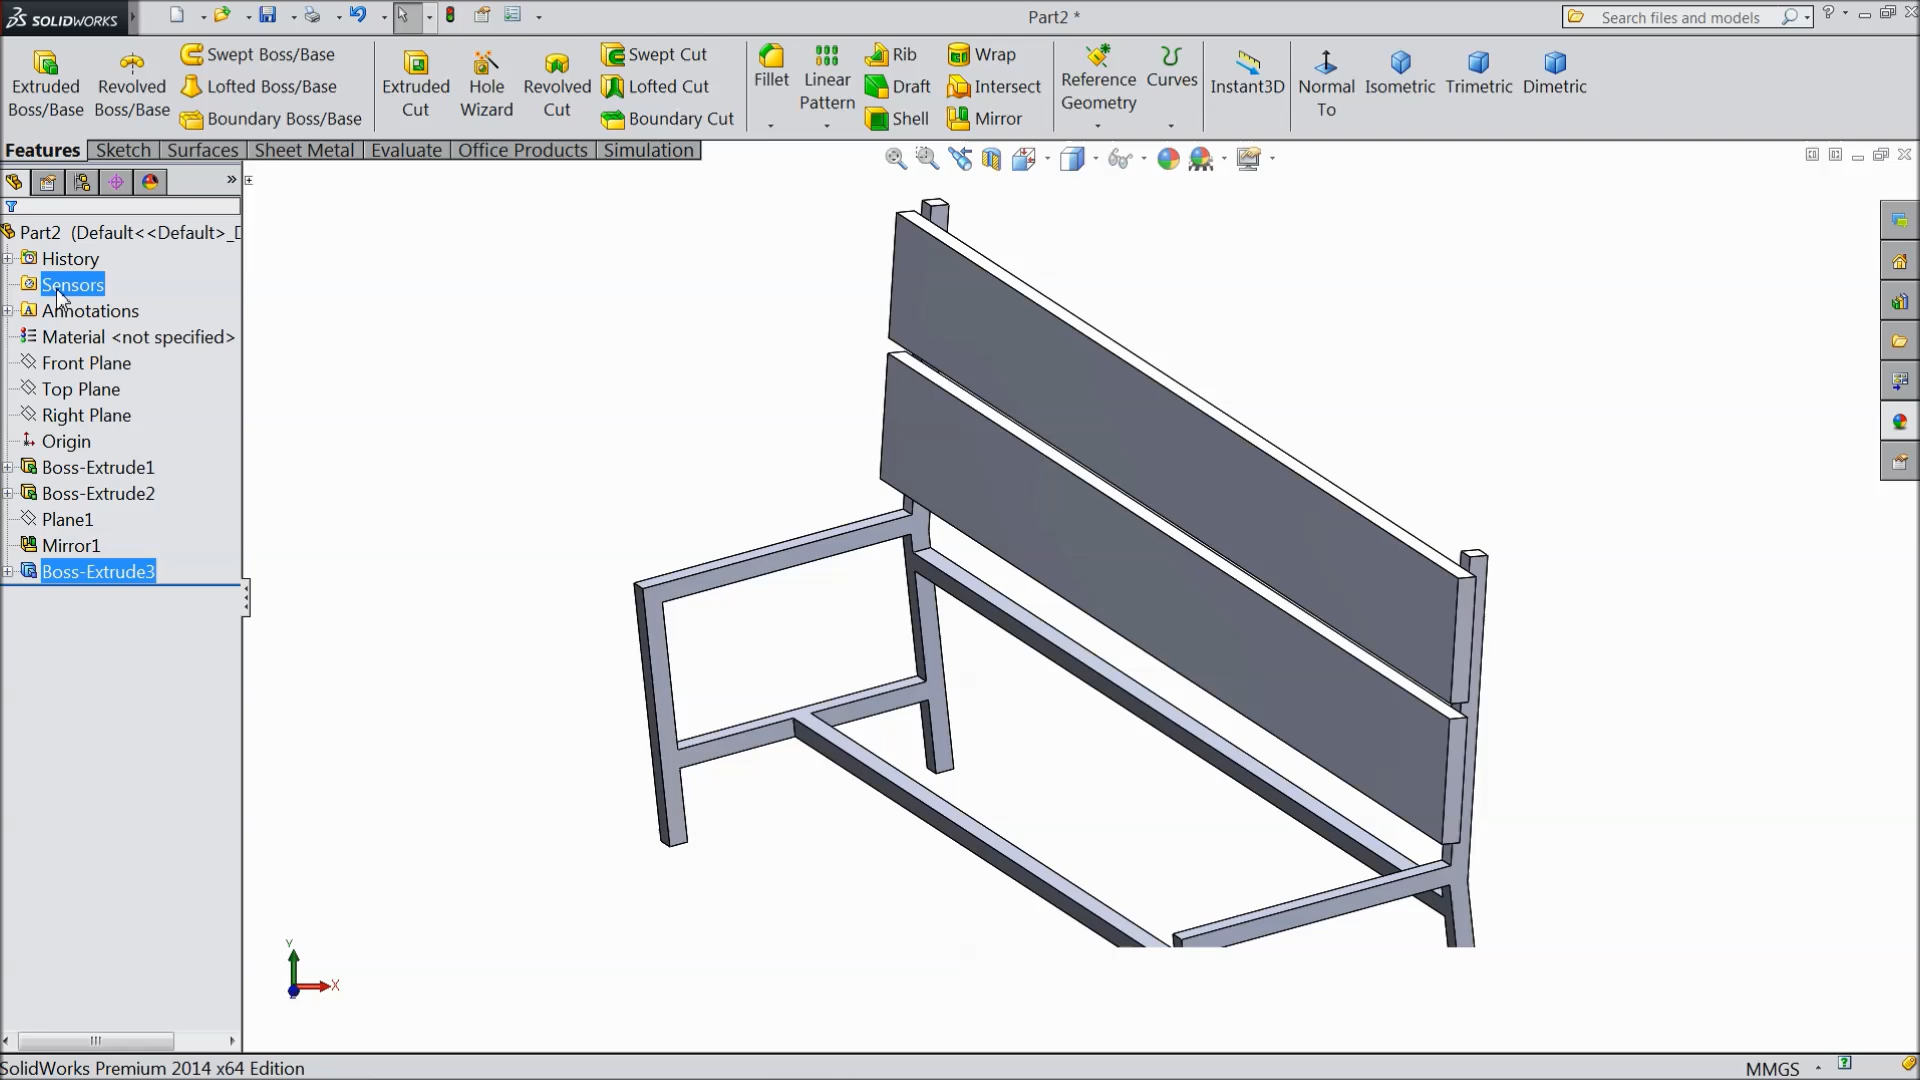 SOLIDWORKS
Part2 *
Search files and models
Extruded Boss/Base
Revolved Boss/Base
Swept Boss/Base
Lofted Boss/Base
Boundary Boss/Base
Extruded Cut
Hole Wizard
Revolved Cut
Swept Cut
Lofted Cut
Boundary Cut
Fillet
Linear Pattern
Rib
Draft
Shell
Wrap
Intersect
Mirror
Reference Geometry
Curves
Instant3D
Normal To
Isometric
Trimetric
Dimetric
Features
Sketch
Surfaces
Sheet Metal
Evaluate
Office Products
Simulation
Part2 (Default<<Default>_D
History
Sensors
Annotations
Material <not specified>
Front Plane
Top Plane
Right Plane
Origin
Boss-Extrude1
Boss-Extrude2
Plane1
Mirror1
Boss-Extrude3
Y
X
SolidWorks Premium 2014 x64 Edition
MMGS